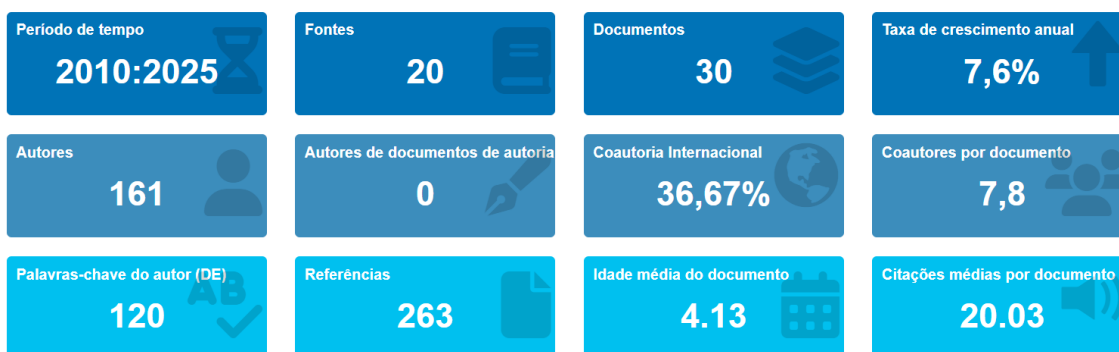 Período de tempo
2010:2025
Fontes
20
Documentos
30
Taxa de crescimento anual
7,6%
Autores
161
Autores de documentos de autoria
0
Coautoria Internacional
36,67%
Coautores por documento
7,8
Palavras-chave do autor (DE)
120
AB
Referências
263
Idade média do documento
4.13
Citações médias por documento
20.03